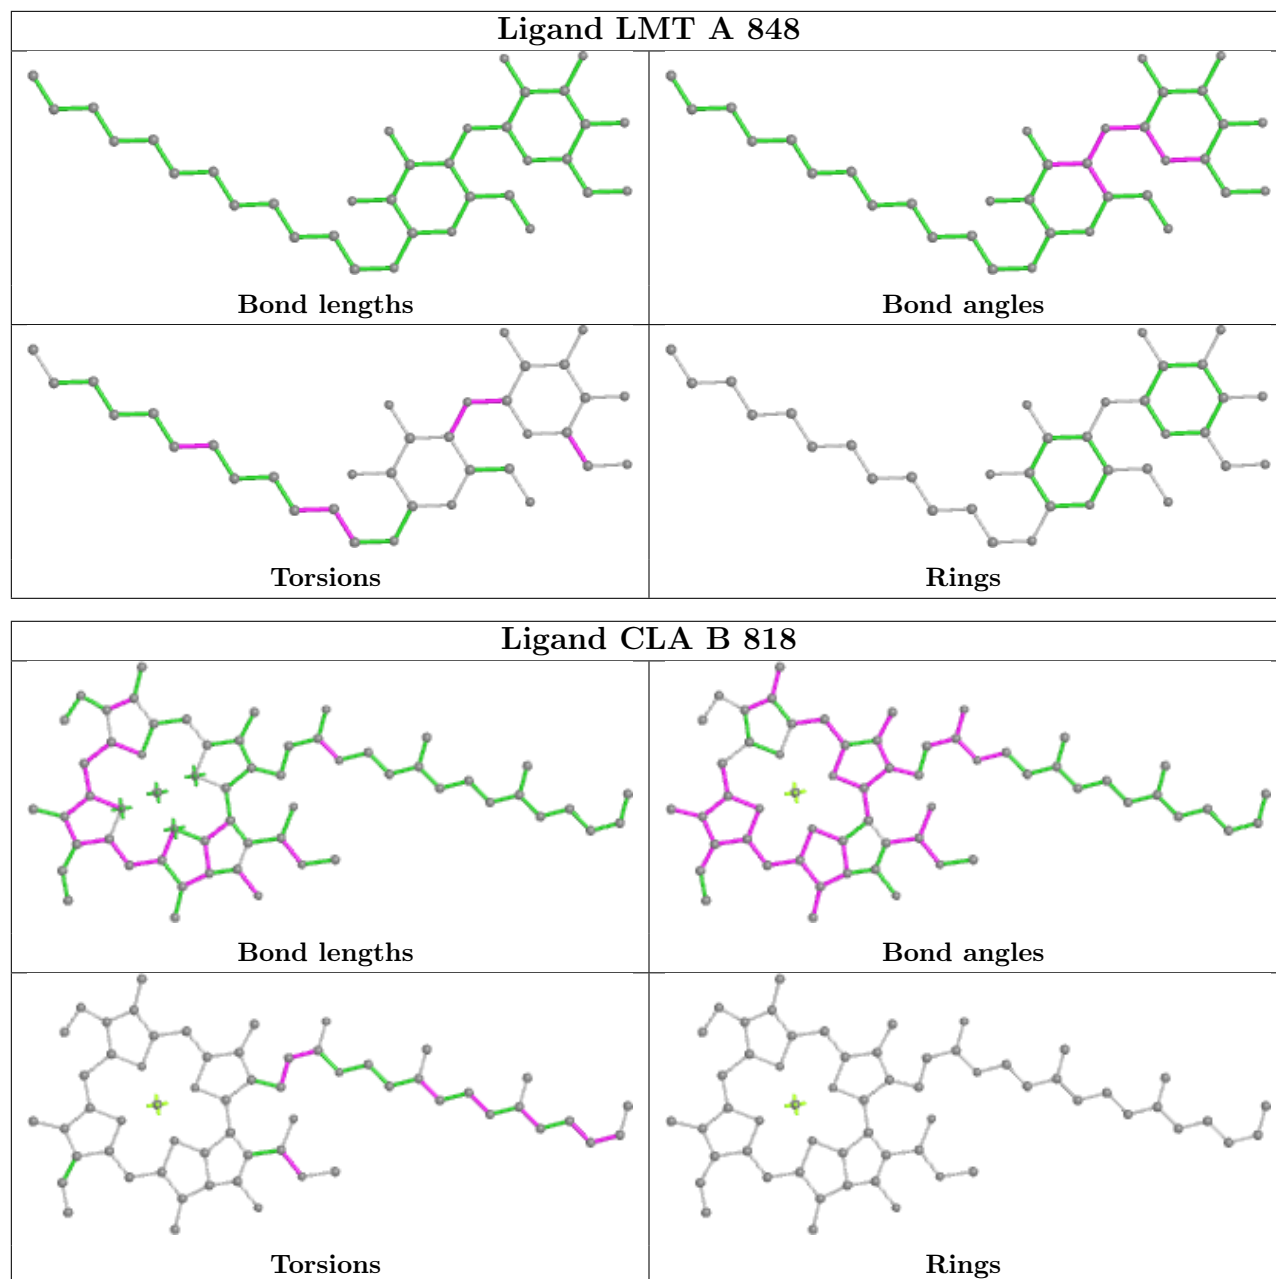 Ligand LMT A 848
Bond lengths
Bond angles
Torsions
Rings
Ligand CLA B 818
Bond lengths
Bond angles
Torsions
Rings